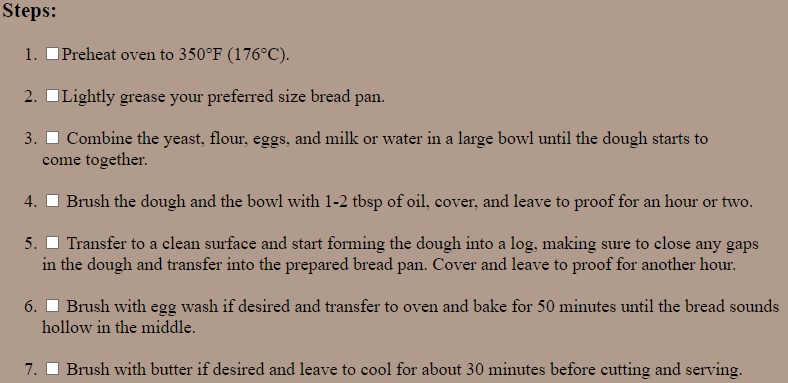 Steps:
1. Preheat oven to 350°F (176°C).
2. Lightly grease your preferred size bread pan.
3. Combine the yeast, flour, eggs, and milk or water in a large bowl until the dough starts to
come together.
4. Brush the dough and the bowl with 1-2 tbsp of oil, cover, and leave to proof for an hour or two.
5. Transfer to a clean surface and start forming the dough into a log, making sure to close any gaps
in the dough and transfer into the prepared bread pan. Cover and leave to proof for another hour.
6. Brush with egg wash if desired and transfer to oven and bake for 50 minutes until the bread sounds
hollow in the middle.
7. Brush with butter if desired and leave to cool for about 30 minutes before cutting and serving.